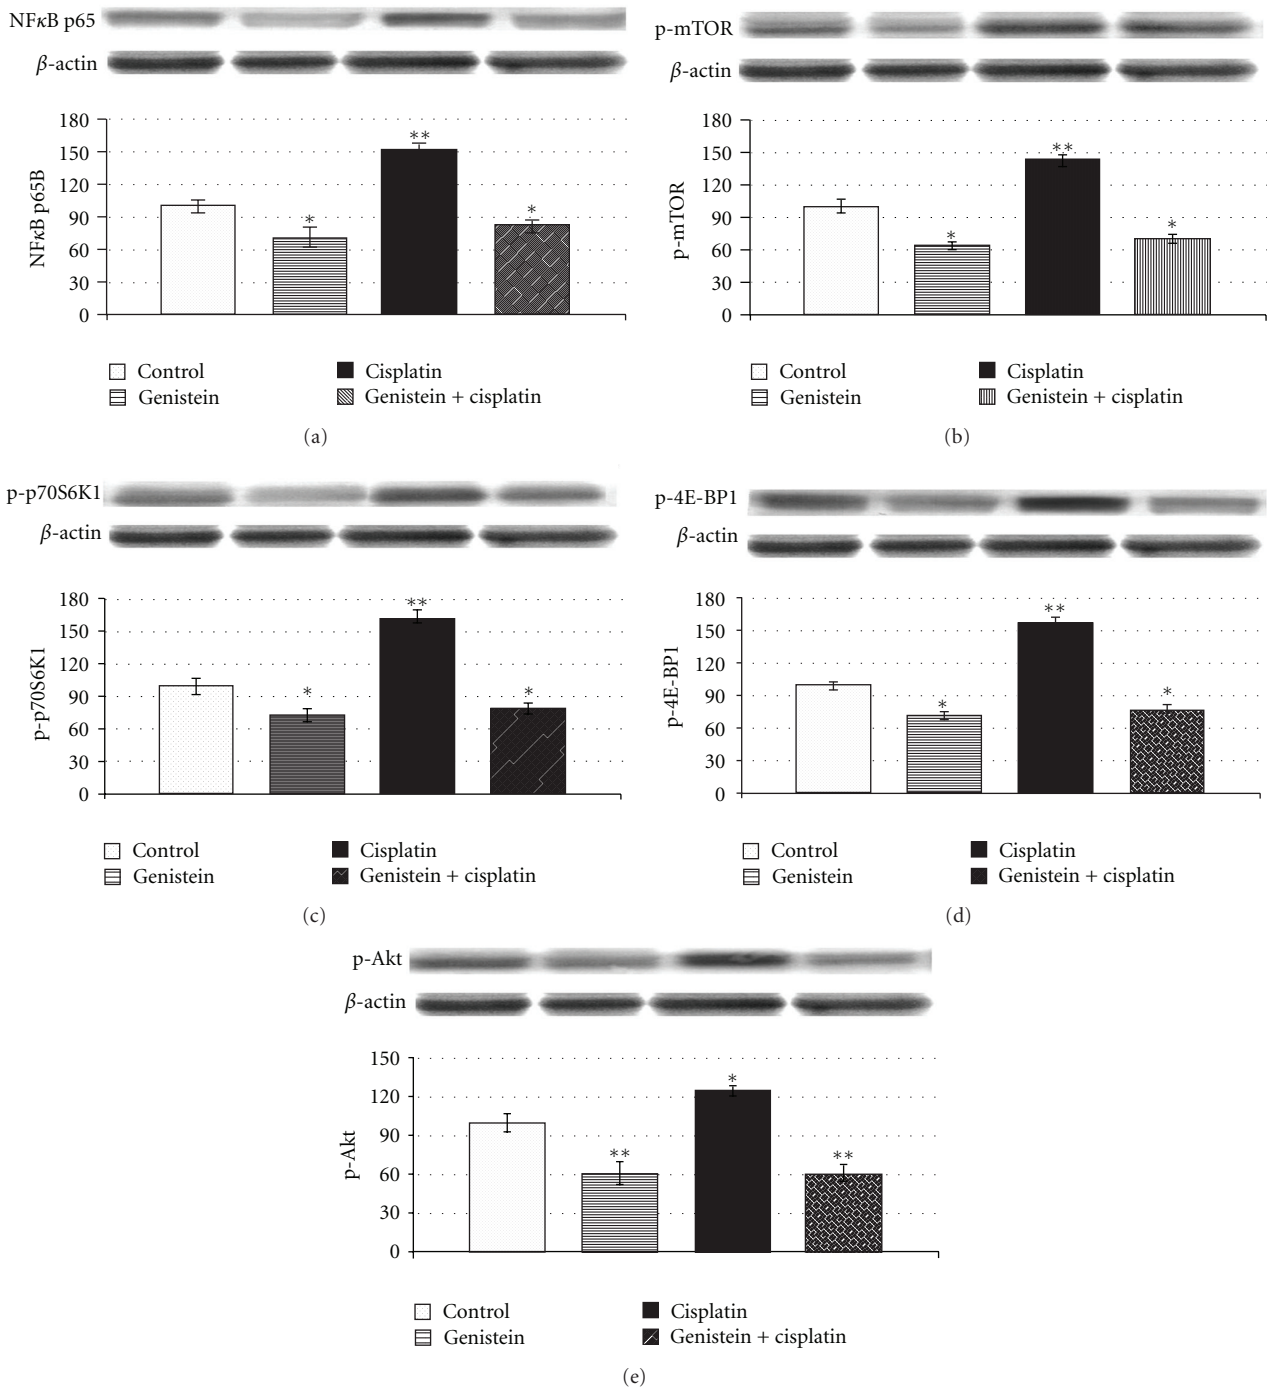 NFκB p65
β-actin
180
150
120
90
60
30
0
NFκB p65B
**
*
*
Control
Genistein
Cisplatin
Genistein + cisplatin
(a)
p-mTOR
β-actin
180
150
120
90
60
30
0
p-mTOR
**
*
*
Control
Genistein
Cisplatin
Genistein + cisplatin
(b)
p-p70S6K1
β-actin
180
150
120
90
60
30
0
p-p70S6K1
**
*
*
Control
Genistein
Cisplatin
Genistein + cisplatin
(c)
p-4E-BP1
β-actin
180
150
120
90
60
30
0
p-4E-BP1
**
*
*
Control
Genistein
Cisplatin
Genistein + cisplatin
(d)
p-Akt
β-actin
150
120
90
60
30
0
p-Akt
*
**
**
Control
Genistein
Cisplatin
Genistein + cisplatin
(e)